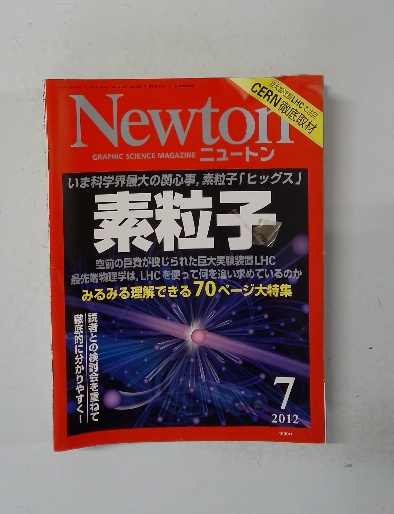 Newton
GRAPHIC SCIENCE MAGAZINE ニュートン
CERN徹底取材
いま科学界最大の関心事，素粒子「ヒッグス」
素粒子
空前の巨費が投じられた巨大実験装置LHC
最先端物理学は，LHCを使って何を追い求めているのか
みるみる理解できる70ページ大特集
読者との検討会を重ねて
徹底的に分かりやすく！
7
2012